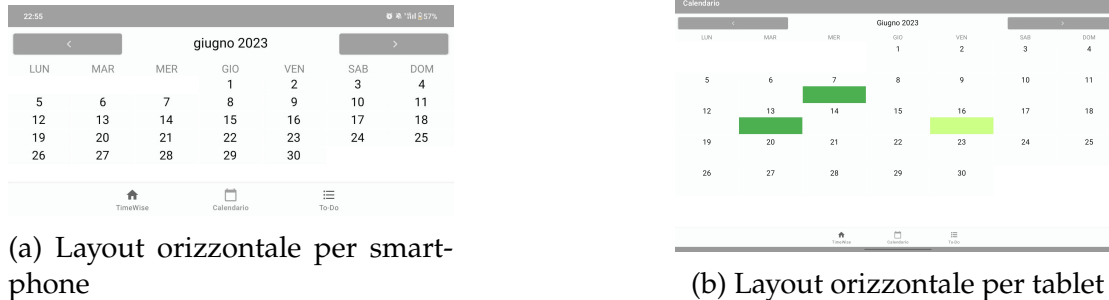 22:55
57%
< giugno 2023 >
LUN MAR MER GIO VEN SAB DOM
1 2 3 4
5 6 7 8 9 10 11
12 13 14 15 16 17 18
19 20 21 22 23 24 25
26 27 28 29 30
TimeWise Calendario To-Do
(a) Layout orizzontale per smart-
phone
Calendario
< Giugno 2023 >
LUN MAR MER GIO VEN SAB DOM
1 2 3 4
5 6 7 8 9 10 11
12 13 14 15 16 17 18
19 20 21 22 23 24 25
26 27 28 29 30
TimeWise Calendario To-Do
(b) Layout orizzontale per tablet